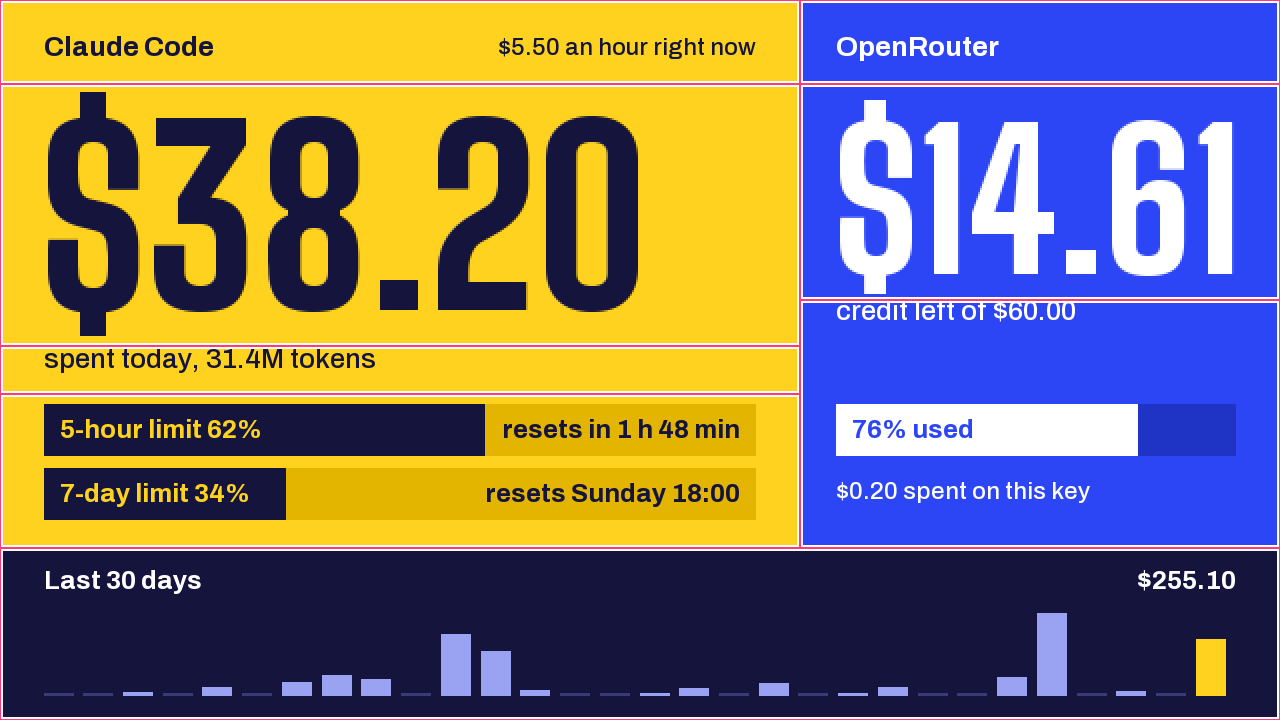 Claude Code
$5.50 an hour right now
$38.20
spent today, 31.4M tokens
5-hour limit 62%
resets in 1 h 48 min
7-day limit 34%
resets Sunday 18:00
OpenRouter
$14.61
credit left of $60.00
76% used
$0.20 spent on this key
Last 30 days
$255.10